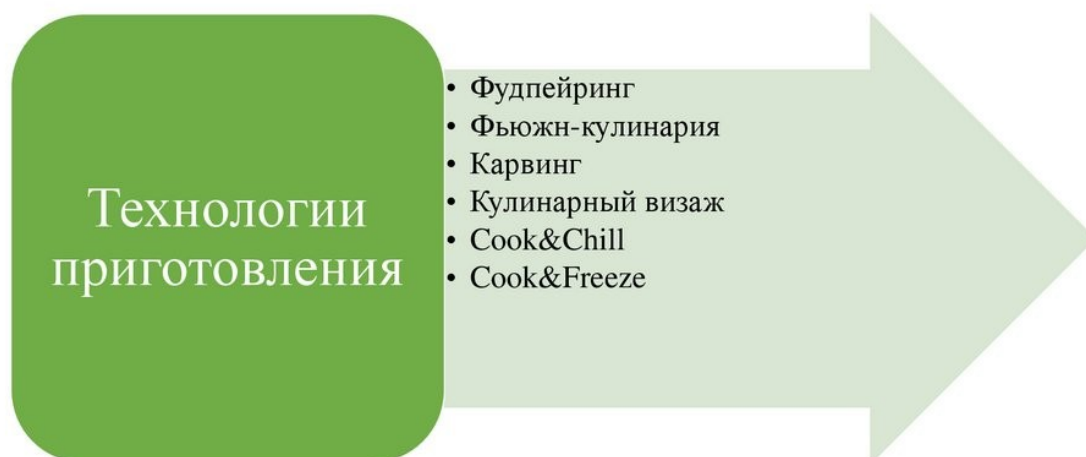 Технологии
приготовления
• Фудпейринг
• Фьюжн-кулинария
• Карвинг
• Кулинарный визаж
• Cook&Chill
• Cook&Freeze